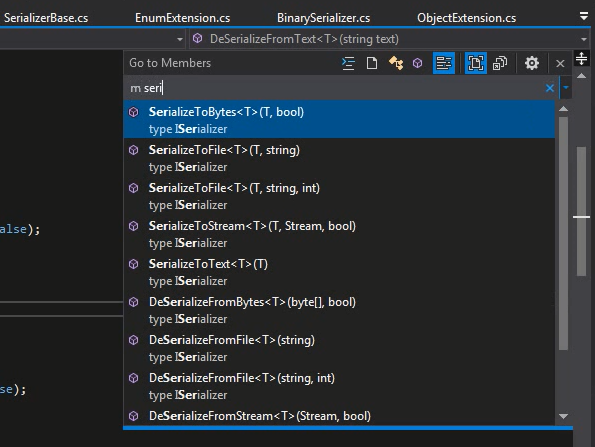 SerializerBase.cs EnumExtension.cs BinarySerializer.cs ObjectExtension.cs
DeSerializeFromText<T>(string text)
Go to Members
m seri
SerializeToBytes<T>(T, bool)
type ISerializer
SerializeToFile<T>(T, string)
type ISerializer
SerializeToFile<T>(T, string, int)
type ISerializer
SerializeToStream<T>(T, Stream, bool)
type ISerializer
alse);
SerializeToText<T>(T)
type ISerializer
DeSerializeFromBytes<T>(byte[], bool)
type ISerializer
DeSerializeFromFile<T>(string)
type ISerializer
DeSerializeFromFile<T>(string, int)
type ISerializer
se);
DeSerializeFromStream<T>(Stream, bool)